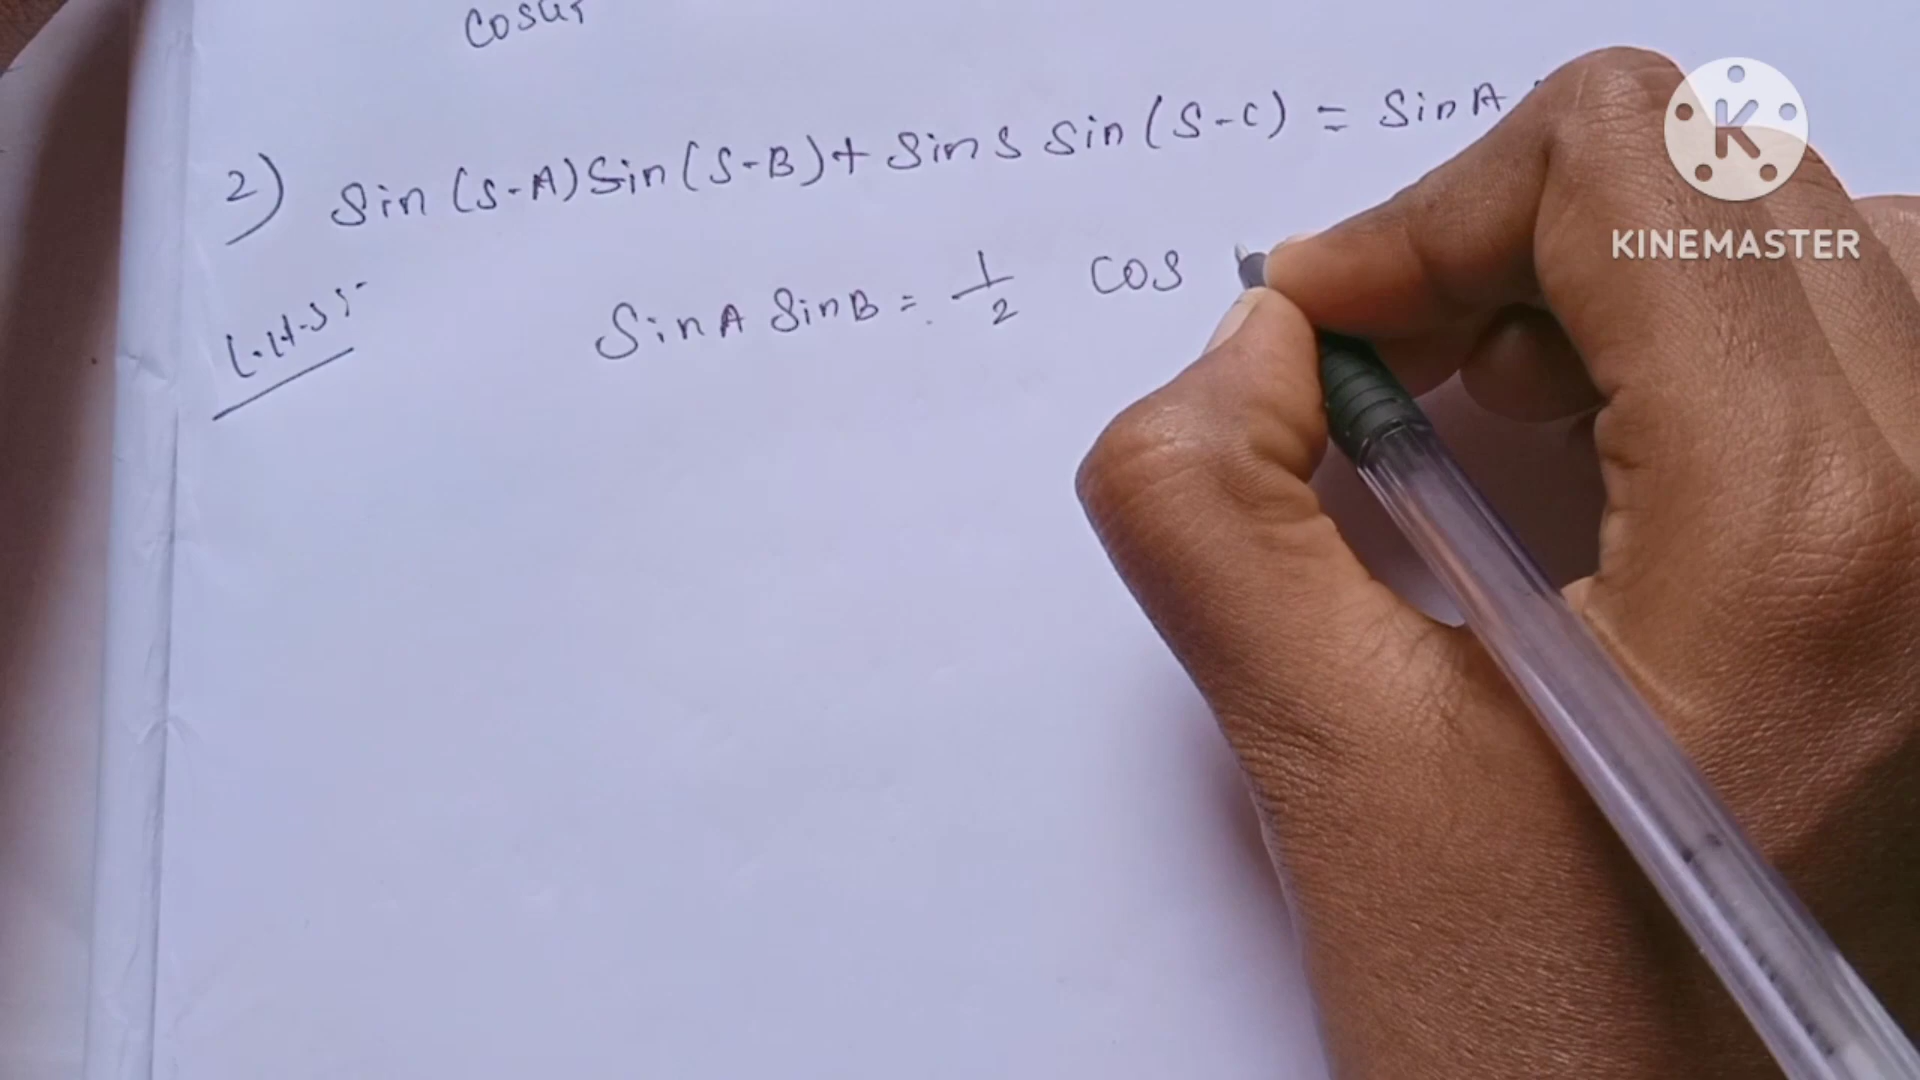 2) Sin (S-A) Sin (S-B) + Sin S Sin (S-C) = Sin A
L.H.S :-
Sin A Sin B = 1/2 cos
KINEMASTER